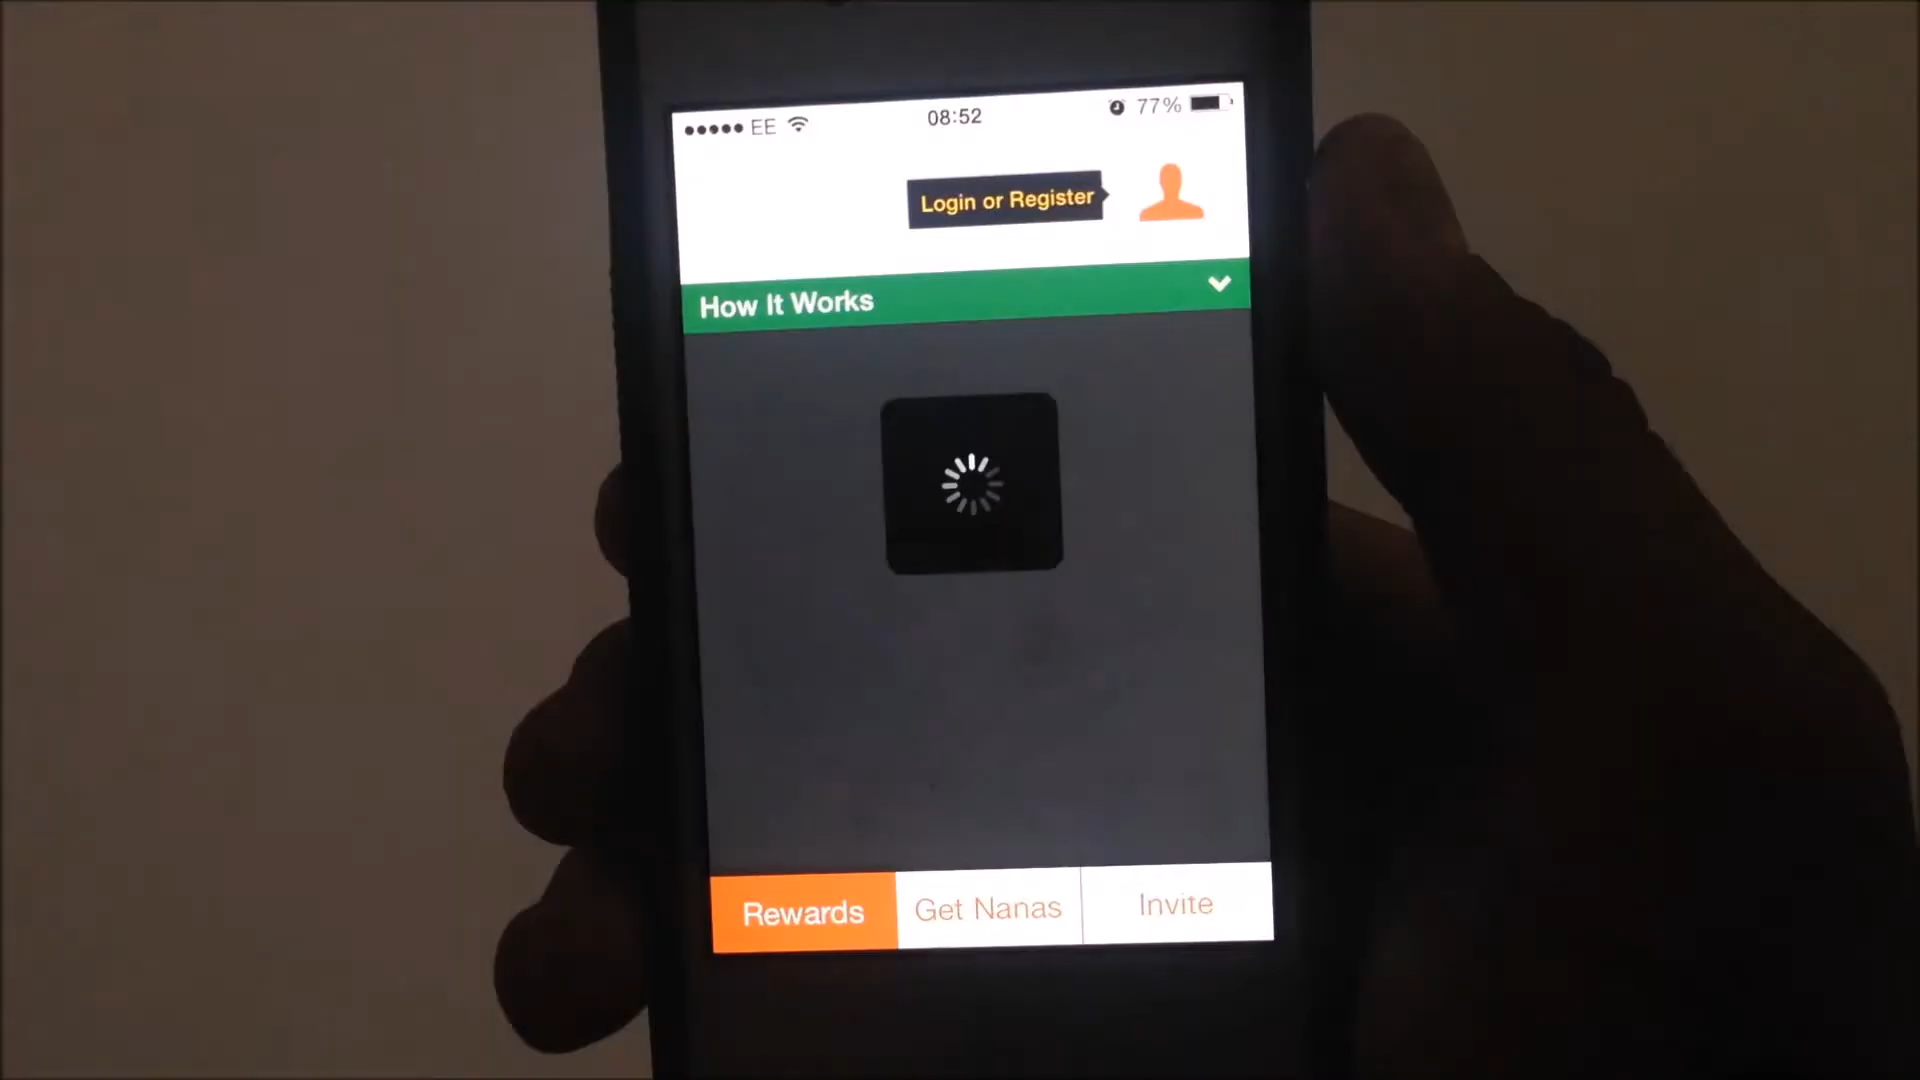 EE 08:52 77%
Login or Register
How It Works
Rewards Get Nanas Invite